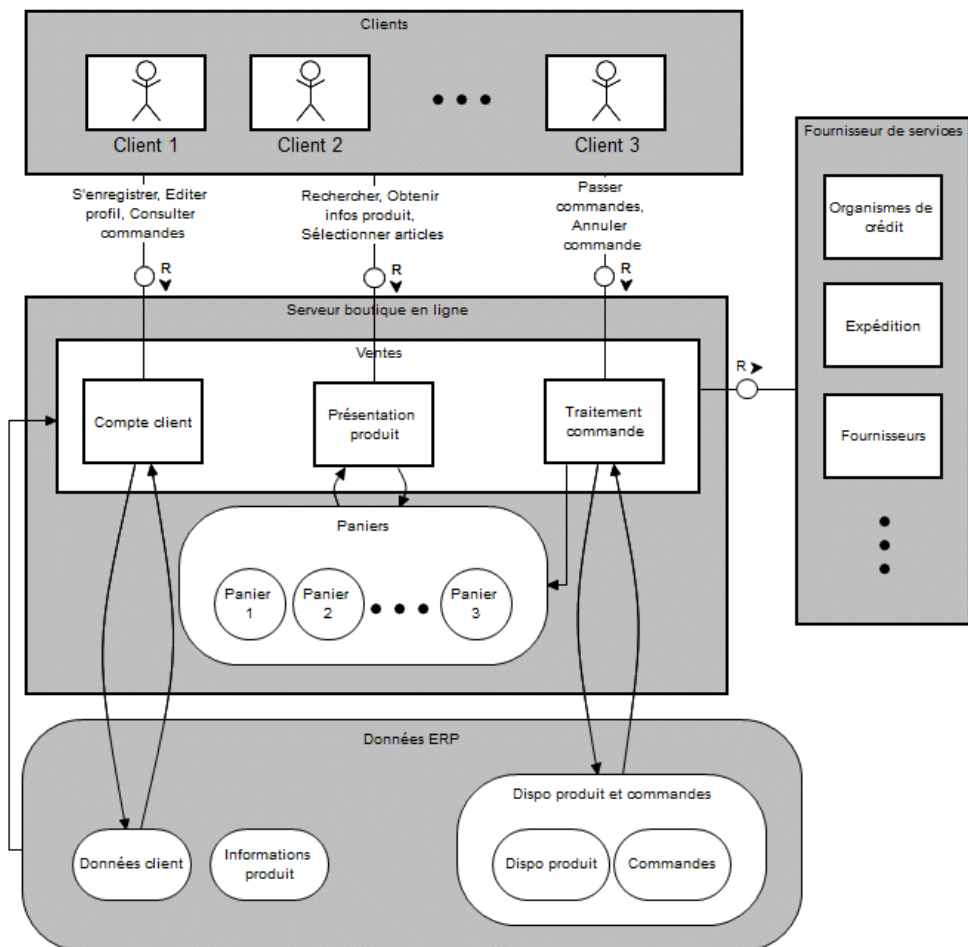 Clients
Client 1
Client 2
Client 3
S'enregistrer, Editer
profil, Consulter
commandes
Rechercher, Obtenir
infos produit,
Sélectionner articles
Passer
commandes,
Annuler
commande
R
R
R
Fournisseur de services
Organismes de
crédit
Expédition
Fournisseurs
Serveur boutique en ligne
Ventes
R
Compte client
Présentation
produit
Traitement
commande
Paniers
Panier
1
Panier
2
Panier
3
Données ERP
Données client
Informations
produit
Dispo produit et commandes
Dispo produit
Commandes